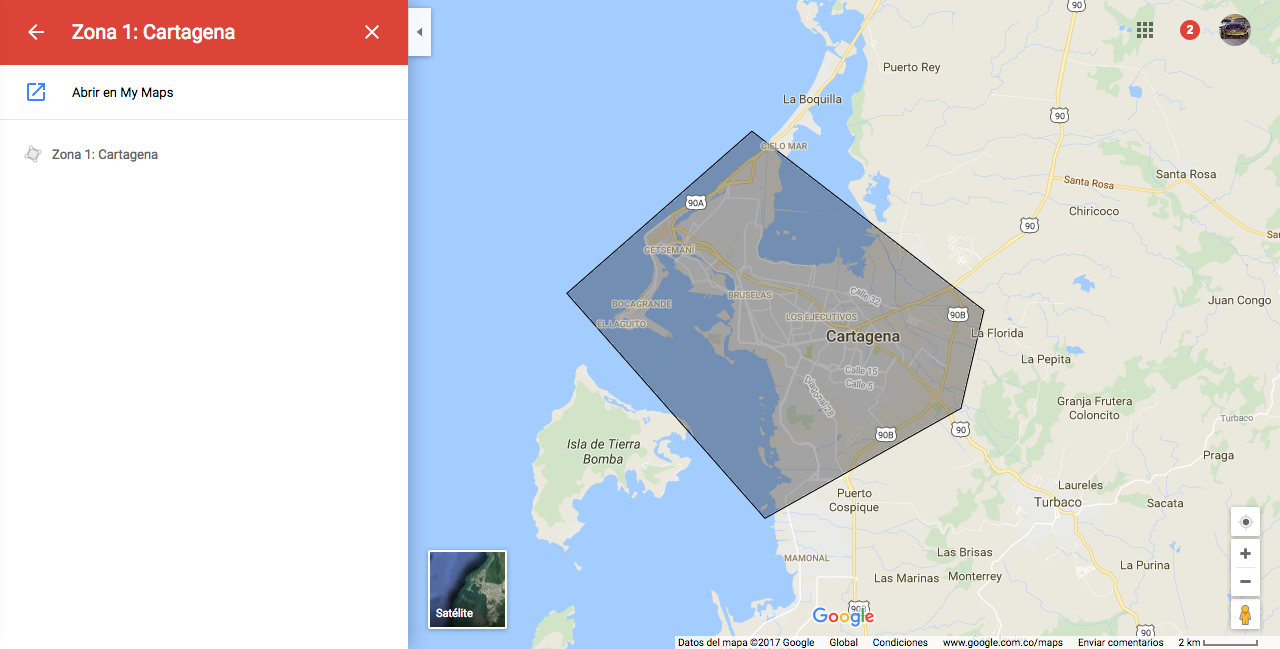 Zona 1: Cartagena
Abrir en My Maps
Zona 1: Cartagena
90
2
Puerto Rey
La Boquilla
90
CIELO MAR
Santa Rosa
Santa Rosa
90A
Chiricoco
90
San
GETSEMANÍ
BRUSELAS
Calle 32
BOCAGRANDE
Juan Congo
EL LAGUITO
LOS EJECUTIVOS
90B
Cartagena
La Florida
La Pepita
Calle 15
Calle 5
Diagonal 28
Granja Frutera
Coloncito
Turbaco
90B
90
Isla de Tierra
Bomba
Praga
Laureles
Puerto
Cospique
Turbaco
Sacata
MAMONAL
Las Brisas
La Purina
Las Marinas
Monterrey
Satélite
90B
Google
90
Datos del mapa ©2017 Google
Global
Condiciones
www.google.com.co/maps
Enviar comentarios
2 km